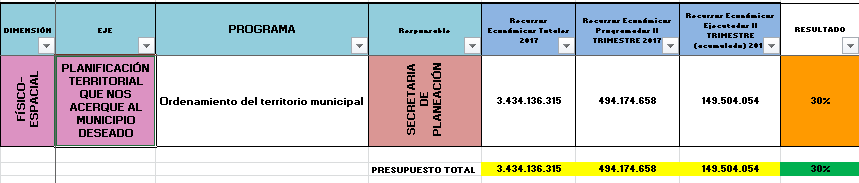 DIMENSIÓN
EJE
PROGRAMA
Responsable
Recursos
Económicos Totales
2017
Recursos Económicos
Programados II
TRIMESTRE 2017
Recursos Económicos
Ejecutados II
TRIMESTRE
(acumulado) 201
RESULTADO
FÍSICO-
ESPACIAL
PLANIFICACIÓN
TERRITORIAL
QUE NOS
ACERQUE AL
MUNICIPIO
DESEADO
Ordenamiento del territorio municipal
SECRETARIA
DE
PLANEACIÓN
3.434.136.315
494.174.658
149.504.054
30%
PRESUPUESTO TOTAL
3.434.136.315
494.174.658
149.504.054
30%